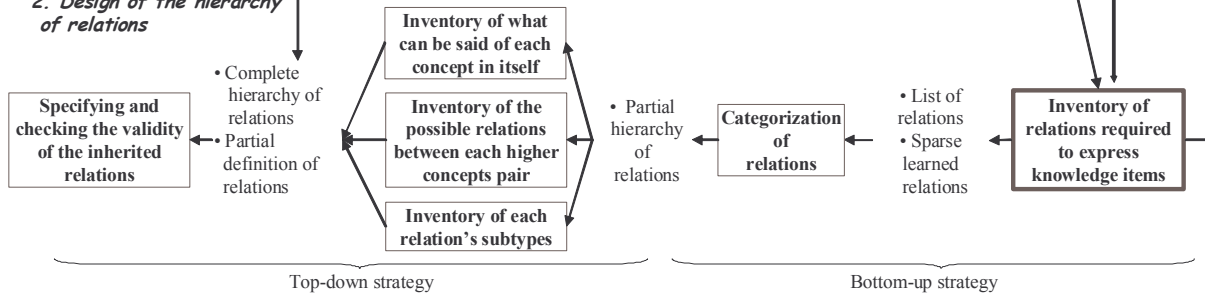 2. Design of the hierarchy
of relations
Inventory of what
can be said of each
concept in itself
• Complete
hierarchy of
relations
• Partial
definition of
relations
Specifying and
checking the validity
of the inherited
relations
Inventory of the
possible relations
between each higher
concepts pair
• Partial
hierarchy
of
relations
Categorization
of
relations
• List of
relations
• Sparse
learned
relations
Inventory of
relations required
to express
knowledge items
Inventory of each
relation's subtypes
Top-down strategy
Bottom-up strategy